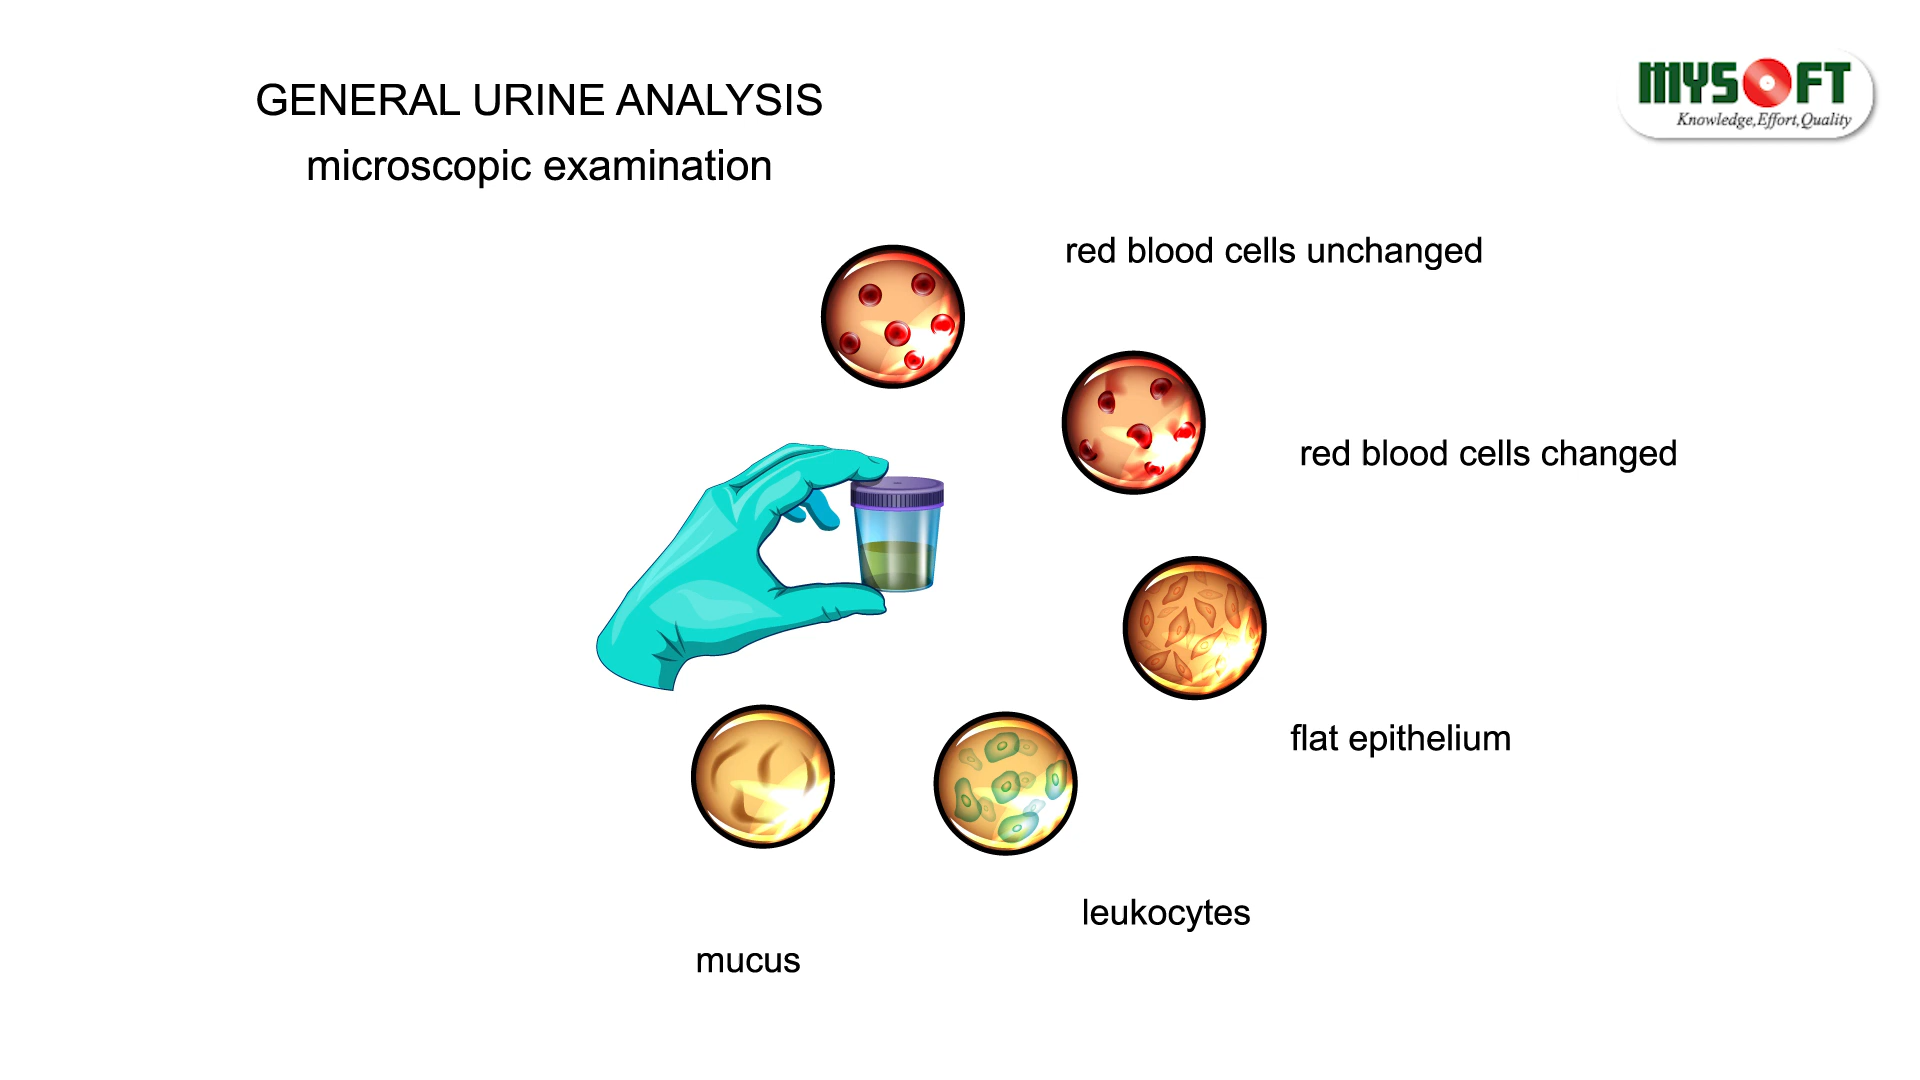 GENERAL URINE ANALYSIS
microscopic examination
MYSOFT
Knowledge,Effort,Quality
red blood cells unchanged
red blood cells changed
flat epithelium
leukocytes
mucus